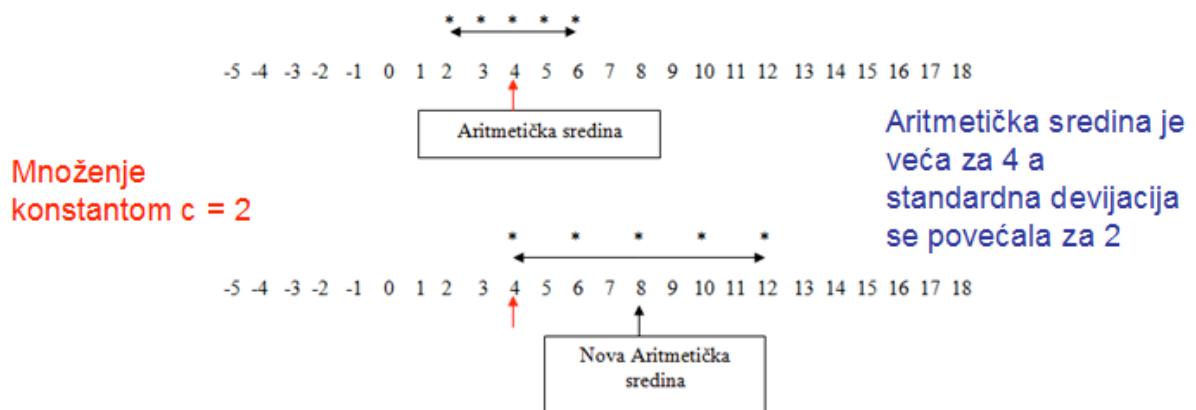 * * * * *
-5 -4 -3 -2 -1 0 1 2 3 4 5 6 7 8 9 10 11 12 13 14 15 16 17 18
Aritmetička sredina
Množenje
konstantom c = 2
Aritmetička sredina je
veća za 4 a
standardna devijacija
se povećala za 2
* * * * *
-5 -4 -3 -2 -1 0 1 2 3 4 5 6 7 8 9 10 11 12 13 14 15 16 17 18
Nova Aritmetička
sredina